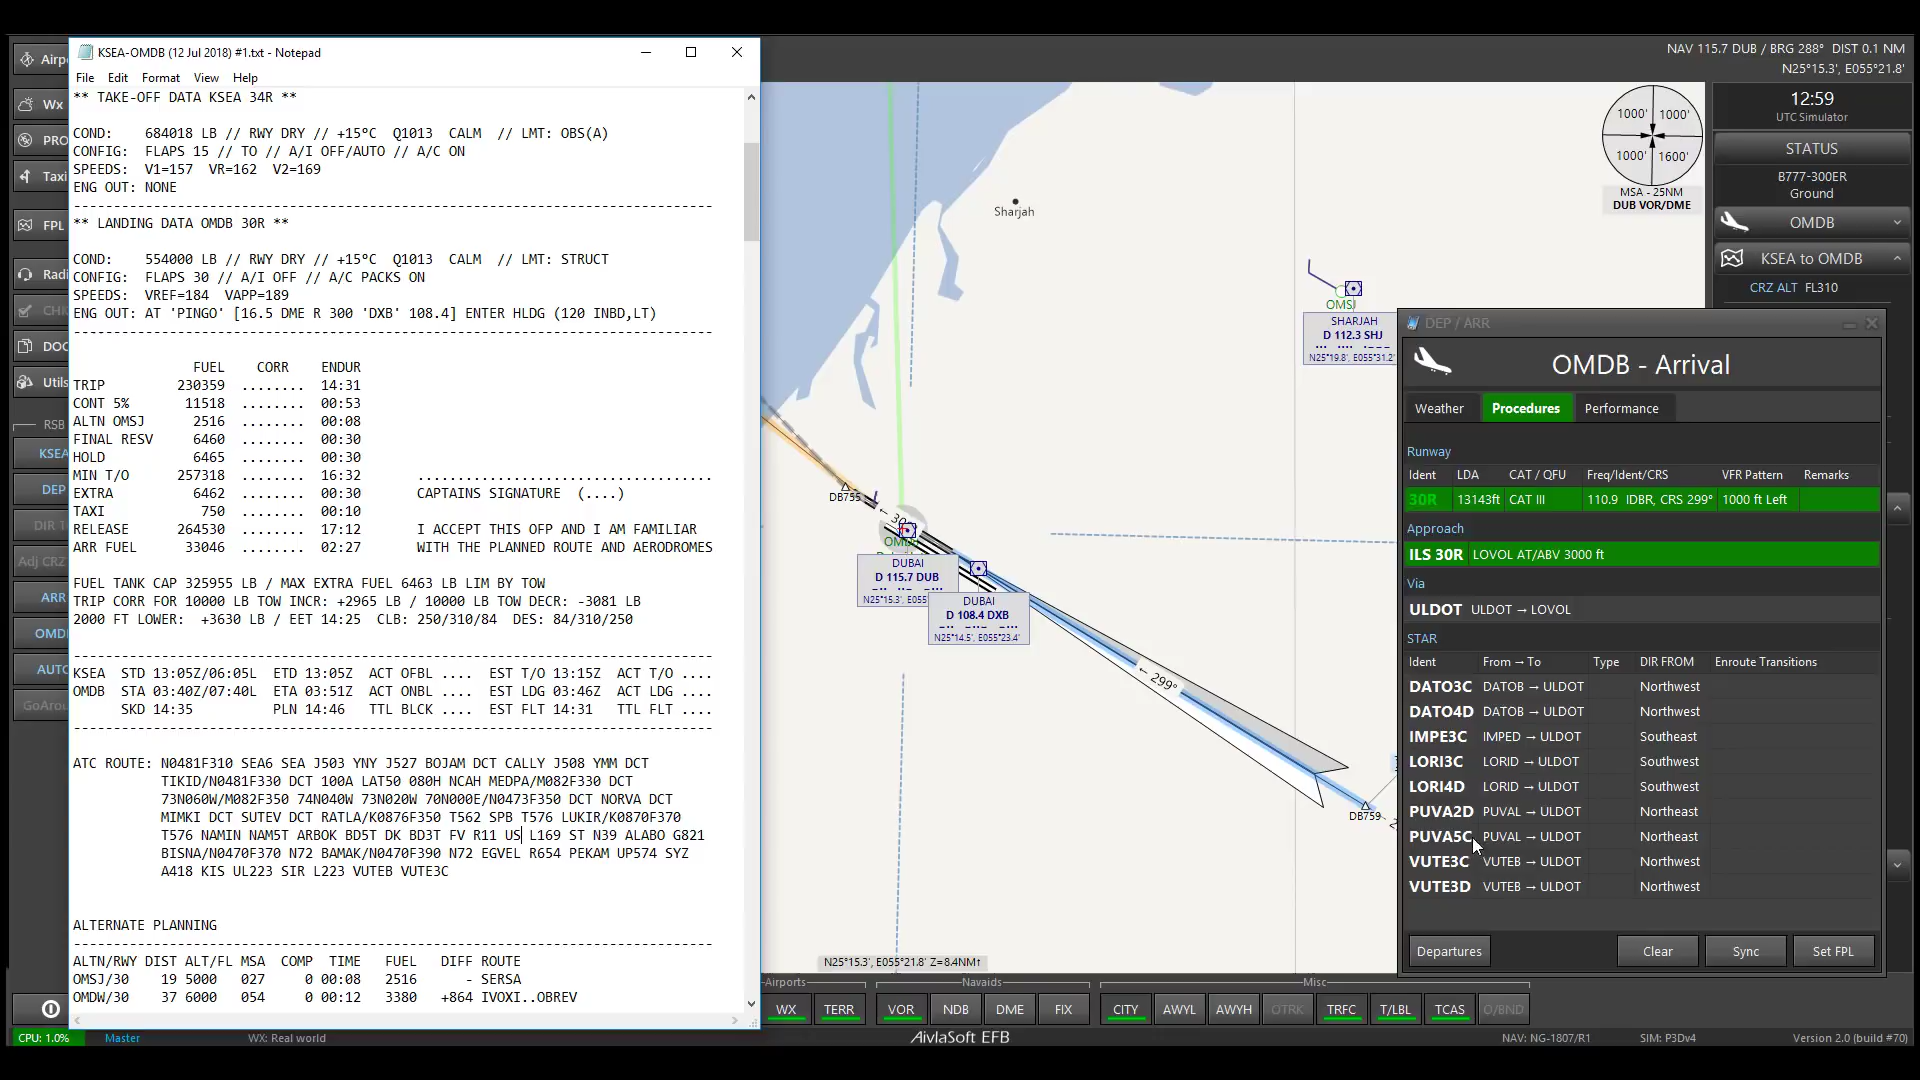 KSEA-OMDB (12 Jul 2018) #1.txt - Notepad
File Edit Format View Help
** TAKE-OFF DATA KSEA 34R **
COND: 684018 LB // RWY DRY // +15°C Q1013 CALM // LMT: OBS(A)
CONFIG: FLAPS 15 // TO // A/I OFF/AUTO // A/C ON
SPEEDS: V1=157 VR=162 V2=169
ENG OUT: NONE
--------------------------------------------------------------------------------
** LANDING DATA OMDB 30R **
COND: 554000 LB // RWY DRY // +15°C Q1013 CALM // LMT: STRUCT
CONFIG: FLAPS 30 // A/I OFF // A/C PACKS ON
SPEEDS: VREF=184 VAPP=189
ENG OUT: AT 'PINGO' [16.5 DME R 300 'DXB' 108.4] ENTER HLDG (120 INBD,LT)
--------------------------------------------------------------------------------
FUEL CORR ENDUR
TRIP 230359 ........ 14:31
CONT 5% 11518 ........ 00:53
ALTN OMSJ 2516 ........ 00:08
FINAL RESV 6460 ........ 00:30
HOLD 6465 ........ 00:30
MIN T/O 257318 ........ 16:32 .....................................
EXTRA 6462 ........ 00:30 CAPTAINS SIGNATURE (....)
TAXI 750 ........ 00:10
RELEASE 264530 ........ 17:12 I ACCEPT THIS OFP AND I AM FAMILIAR
ARR FUEL 33046 ........ 02:27 WITH THE PLANNED ROUTE AND AERODROMES
FUEL TANK CAP 325955 LB / MAX EXTRA FUEL 6463 LB LIM BY TOW
TRIP CORR FOR 10000 LB TOW INCR: +2965 LB / 10000 LB TOW DECR: -3081 LB
2000 FT LOWER: +3630 LB / EET 14:25 CLB: 250/310/84 DES: 84/310/250
--------------------------------------------------------------------------------
KSEA STD 13:05Z/06:05L ETD 13:05Z ACT OFBL .... EST T/O 13:15Z ACT T/O ....
OMDB STA 03:40Z/07:40L ETA 03:51Z ACT ONBL .... EST LDG 03:46Z ACT LDG ....
SKD 14:35 PLN 14:46 TTL BLCK .... EST FLT 14:31 TTL FLT ....
--------------------------------------------------------------------------------
ATC ROUTE: N0481F310 SEA6 SEA J503 YNY J527 BOJAM DCT CALLY J508 YMM DCT
TIKID/N0481F330 DCT 100A LAT50 080H NCAH MEDPA/M082F330 DCT
73N060W/M082F350 74N040W 73N020W 70N000E/N0473F350 DCT NORVA DCT
MIMKI DCT SUTEV DCT RATLA/K0876F350 T562 SPB T576 LUKIR/K0870F370
T576 NAMIN NAM5T ARBOK BD5T DK BD3T FV R11 US L169 ST N39 ALABO G821
BISNA/N0470F370 N72 BAMAK/N0470F390 N72 EGVEL R654 PEKAM UP574 SYZ
A418 KIS UL223 SIR L223 VUTEB VUTE3C
ALTERNATE PLANNING
--------------------------------------------------------------------------------
ALTN/RWY DIST ALT/FL MSA COMP TIME FUEL DIFF ROUTE
OMSJ/30 19 5000 027 0 00:08 2516 - SERSA
OMDW/30 37 6000 054 0 00:12 3380 +864 IVOXI..OBREV
Airpo
Wx
PRO
Taxi
FPL
Radi
CHK
DOC
Utils
RSB
KSEA
DEP
DIR T
Adj CRZ
ARR
OMD
AUTO
GoArou
CPU: 1.0%
Master
WX: Real world
NAV 115.7 DUB / BRG 288° DIST 0.1 NM
N25°15.3', E055°21.8'
1000' 1000'
1000' 1600'
MSA - 25NM
DUB VOR/DME
Sharjah
OMSJ
SHARJAH
D 112.3 SHJ
N25°19.8', E055°31.2'
DB755
← 30
OMD
DUBAI
D 115.7 DUB
N25°15.3', E055°
DUBAI
D 108.4 DXB
N25°14.5', E055°23.4'
← 299°
DB759
N25°15.3', E055°21.8' Z=8.4NM↑
12:59
UTC Simulator
STATUS
B777-300ER
Ground
OMDB
KSEA to OMDB
CRZ ALT FL310
DEP / ARR
OMDB - Arrival
Weather Procedures Performance
Runway
Ident LDA CAT / QFU Freq/Ident/CRS VFR Pattern Remarks
30R 13143ft CAT III 110.9 IDBR, CRS 299° 1000 ft Left
Approach
ILS 30R LOVOL AT/ABV 3000 ft
Via
ULDOT ULDOT → LOVOL
STAR
Ident From → To Type DIR FROM Enroute Transitions
DATO3C DATOB → ULDOT Northwest
DATO4D DATOB → ULDOT Northwest
IMPE3C IMPED → ULDOT Southeast
LORI3C LORID → ULDOT Southwest
LORI4D LORID → ULDOT Southwest
PUVA2D PUVAL → ULDOT Northeast
PUVA5C PUVAL → ULDOT Northeast
VUTE3C VUTEB → ULDOT Northwest
VUTE3D VUTEB → ULDOT Northwest
Departures Clear Sync Set FPL
Airports Navaids Misc
WX TERR VOR NDB DME FIX CITY AWYL AWYH OTRK TRFC T/LBL TCAS O/BND
AivlaSoft EFB
NAV: NG-1807/R1
SIM: P3Dv4
Version 2.0 (build #70)